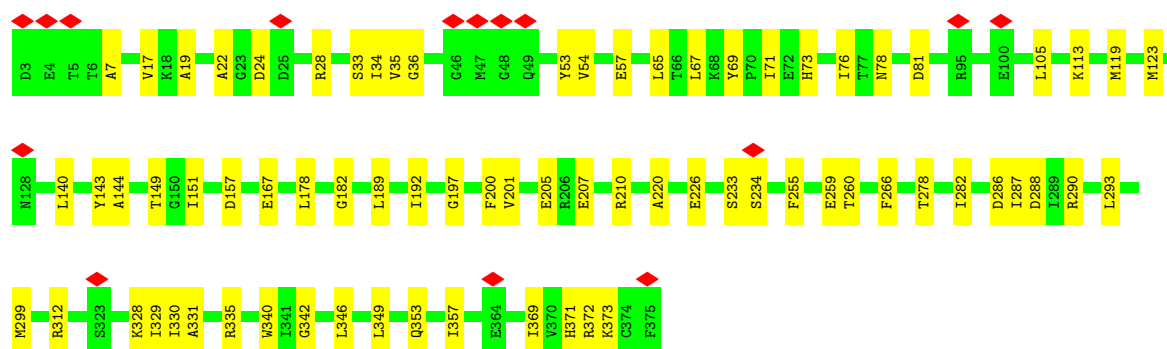 D3 E4 T5 T6 A7 V17 K18 A19 A22 G23 D24 D25 R28 S33 I34 V35 G36 G46 M47 G48 Q49 Y53 V54 E57 L65 T66 L67 K68 Y69 P70 I71 E72 H73 I76 T77 N78 D81 R95 E100 L105 K113 M119 M123
N128 L140 Y143 A144 T149 G150 I151 D157 E167 L178 G182 L189 I192 G197 F200 V201 E205 R206 E207 R210 A220 E226 S233 S234 F255 E259 T260 F266 T278 I282 D286 I287 D288 I289 R290 L293
M299 R312 S323 K328 I329 I330 A331 R335 W340 I341 G342 L346 L349 Q353 I357 E364 I369 V370 H371 R372 K373 C374 F375